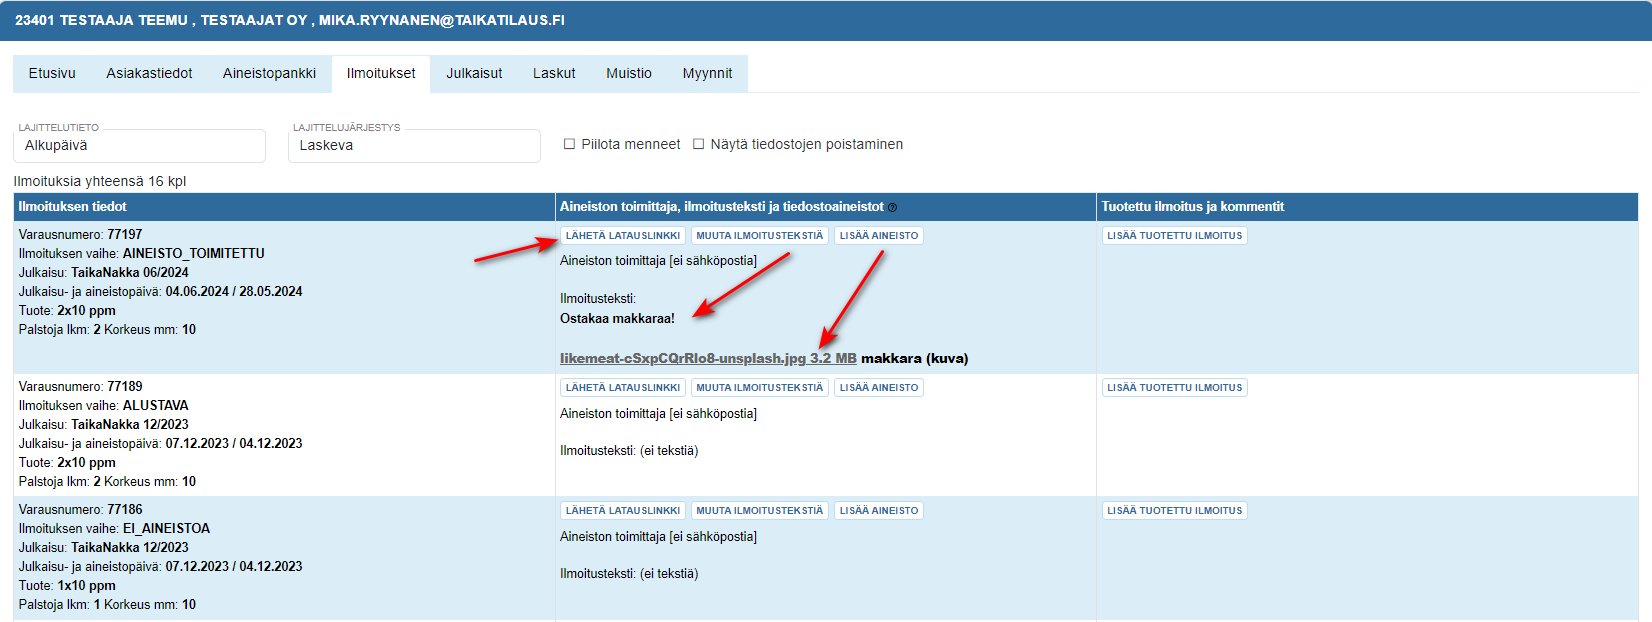 23401 TESTAAJA TEEMU , TESTAAJAT OY , MIKA.RYYNANEN@TAIKATILAUS.FI
Etusivu Asiakastiedot Aineistopankki Ilmoitukset Julkaisut Laskut Muistio Myynnit
LAJITTELUTIETO
Alkupäivä
LAJITTELUJÄRJESTYS
Laskeva
Piilota menneet Näytä tiedostojen poistaminen
Ilmoituksia yhteensä 16 kpl
Ilmoituksen tiedot
Aineiston toimittaja, ilmoitusteksti ja tiedostoaineistot
Tuotettu ilmoitus ja kommentit
Varausnumero: 77197
Ilmoituksen vaihe: AINEISTO_TOIMITETTU
Julkaisu: TaikaNakka 06/2024
Julkaisu- ja aineistopäivä: 04.06.2024 / 28.05.2024
Tuote: 2x10 ppm
Palstoja lkm: 2 Korkeus mm: 10
LÄHETÄ LATAUSLINKKI MUUTA ILMOITUSTEKSTIÄ LISÄÄ AINEISTO
Aineiston toimittaja [ei sähköpostia]
Ilmoitusteksti:
Ostakaa makkaraa!
likemeat-cSxpCQrRlo8-unsplash.jpg 3.2 MB makkara (kuva)
LISÄÄ TUOTETTU ILMOITUS
Varausnumero: 77189
Ilmoituksen vaihe: ALUSTAVA
Julkaisu: TaikaNakka 12/2023
Julkaisu- ja aineistopäivä: 07.12.2023 / 04.12.2023
Tuote: 2x10 ppm
Palstoja lkm: 2 Korkeus mm: 10
LÄHETÄ LATAUSLINKKI MUUTA ILMOITUSTEKSTIÄ LISÄÄ AINEISTO
Aineiston toimittaja [ei sähköpostia]
Ilmoitusteksti: (ei tekstiä)
LISÄÄ TUOTETTU ILMOITUS
Varausnumero: 77186
Ilmoituksen vaihe: EI_AINEISTOA
Julkaisu: TaikaNakka 12/2023
Julkaisu- ja aineistopäivä: 07.12.2023 / 04.12.2023
Tuote: 1x10 ppm
Palstoja lkm: 1 Korkeus mm: 10
LÄHETÄ LATAUSLINKKI MUUTA ILMOITUSTEKSTIÄ LISÄÄ AINEISTO
Aineiston toimittaja [ei sähköpostia]
Ilmoitusteksti: (ei tekstiä)
LISÄÄ TUOTETTU ILMOITUS